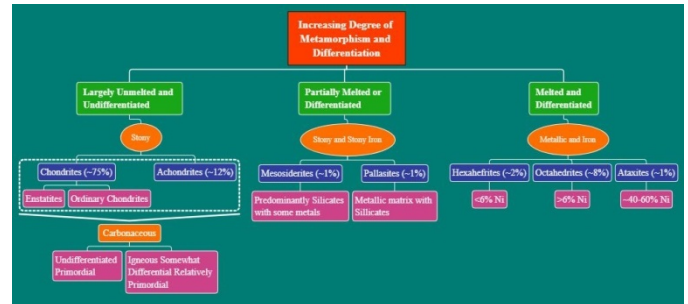 Increasing Degree of
Metamorphism and
Differentiation
Largely Unmelted and
Undifferentiated
Partially Melted or
Differentiated
Melted and
Differentiated
Stony
Stony and Stony Iron
Metallic and Iron
Chondrites (~75%)
Achondrites (~12%)
Mesosiderites (~1%)
Pallasites (~1%)
Hexahefrites (~2%)
Octahedrites (~8%)
Ataxites (~1%)
Enstatites
Ordinary Chondrites
Predominantly Silicates
with some metals
Metallic matrix with
Sillicates
<6% Ni
>6% Ni
~40-60% Ni
Carbonaceous
Undifferentiated
Primordial
Igneous Somewhat
Differential Relatively
Primordial